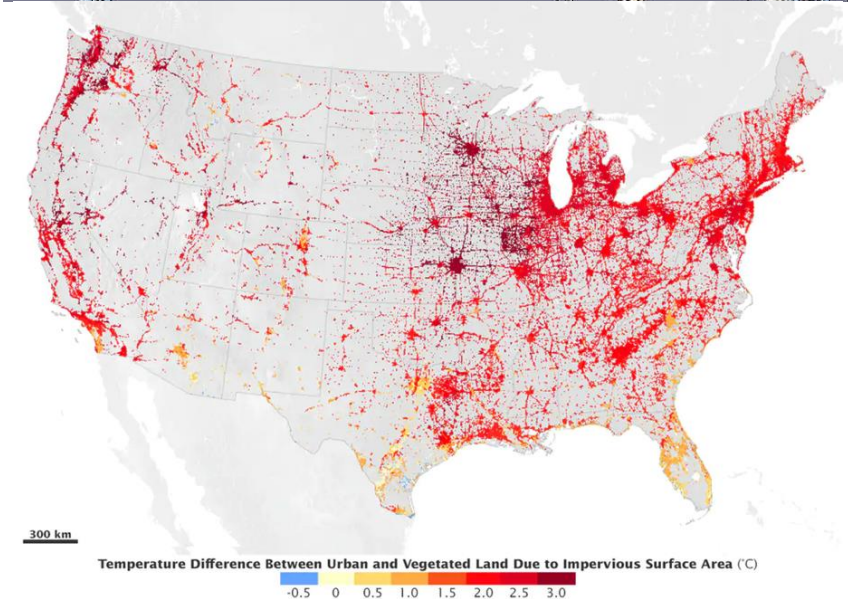 300 km
Temperature Difference Between Urban and Vegetated Land Due to Impervious Surface Area (°C)
-0.5 0 0.5 1.0 1.5 2.0 2.5 3.0